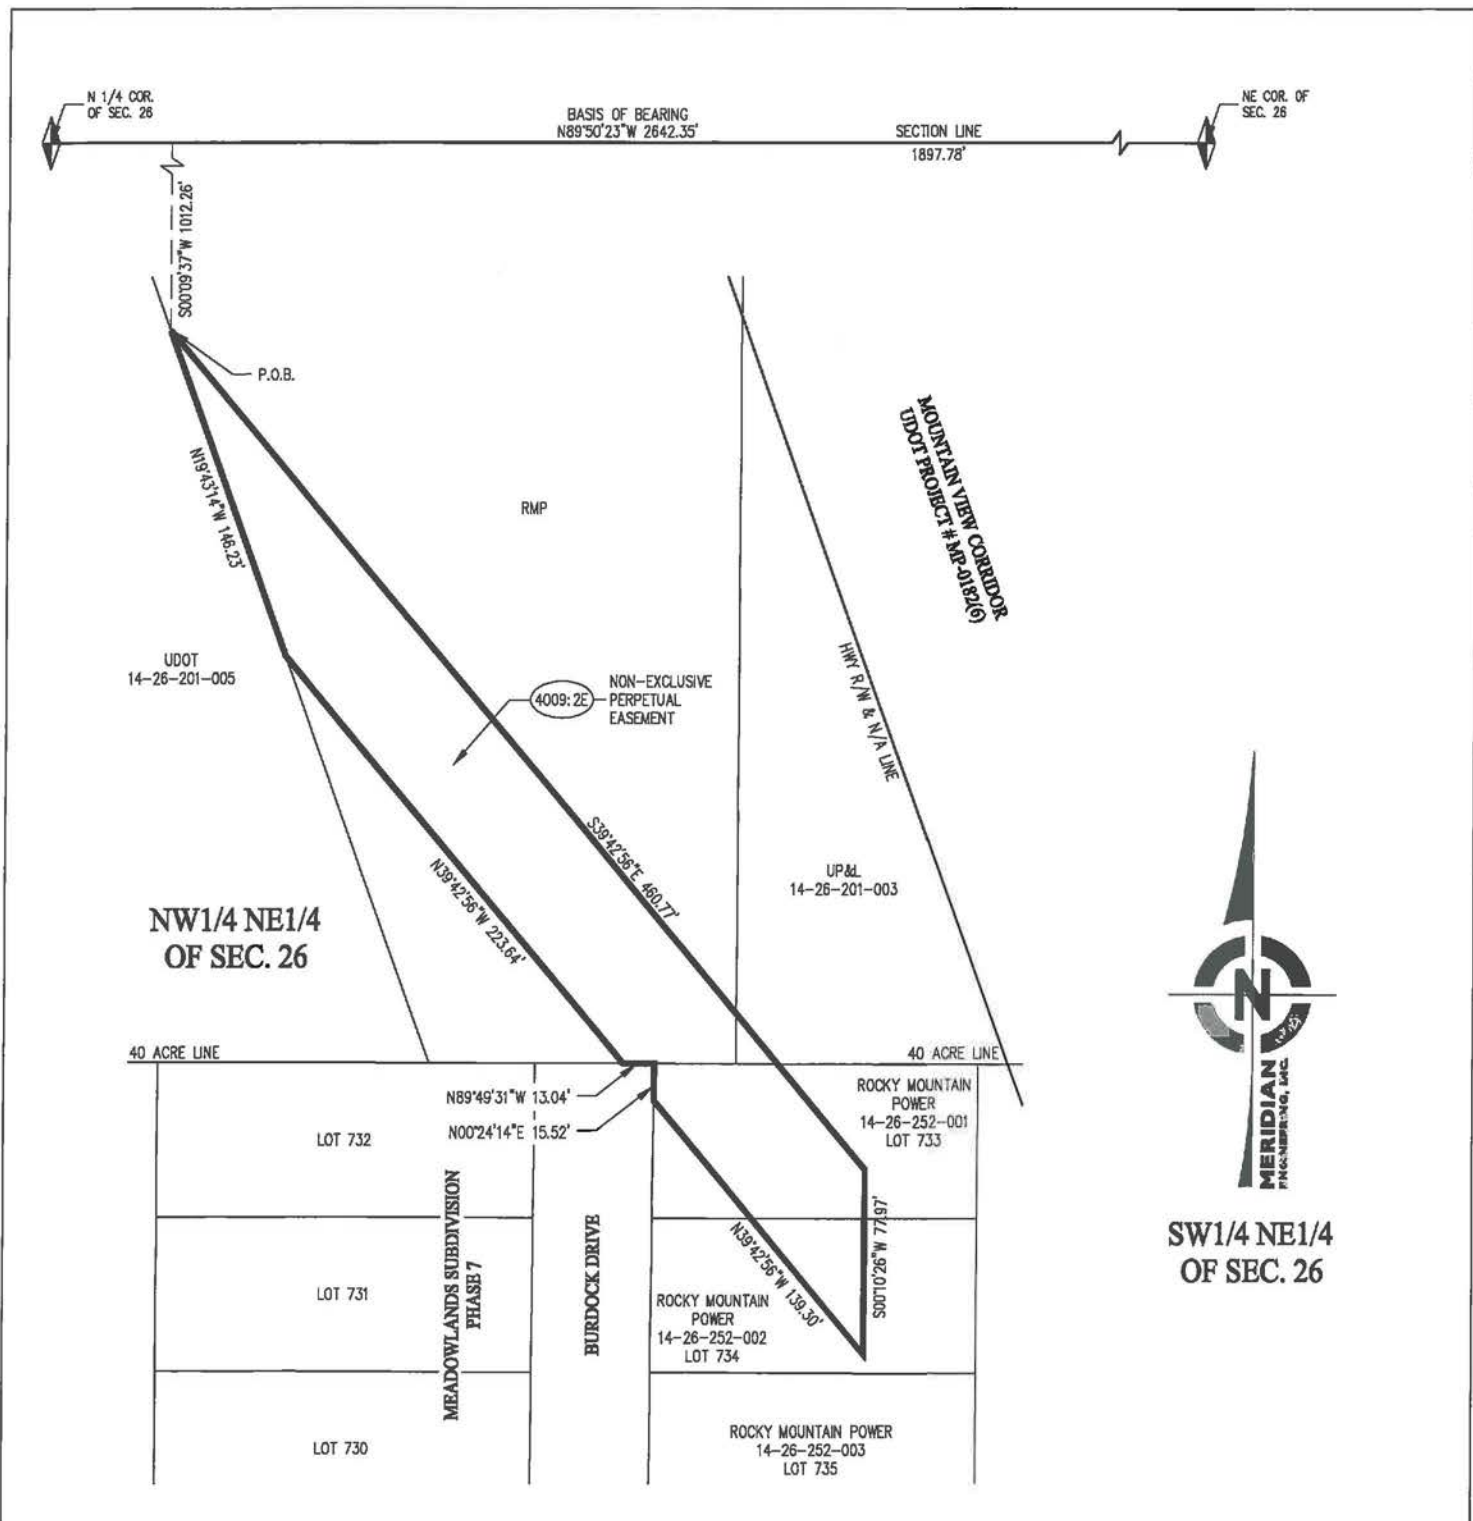 N 1/4 COR.
OF SEC. 26
BASIS OF BEARING
N89°50'23"W 2642.35'
SECTION LINE
1897.78'
NE COR. OF
SEC. 26
S00°09'37"W 1012.26'
P.O.B.
N19°43'14"W 146.23'
RMP
MOUNTAIN VIEW CORRIDOR
UDOT PROJECT # MP-0182(6)
UDOT
14-26-201-005
4009:2E
NON-EXCLUSIVE
PERPETUAL
EASEMENT
HWY R/W & N/A LINE
S39°42'56"E 460.77'
N39°42'56"W 223.64'
UP&L
14-26-201-003
NW1/4 NE1/4
OF SEC. 26
N
MERIDIAN
ENGINEERING, INC.
40 ACRE LINE
40 ACRE LINE
N89°49'31"W 13.04'
N00°24'14"E 15.52'
ROCKY MOUNTAIN
POWER
14-26-252-001
LOT 733
LOT 732
MEADOWLANDS SUBDIVISION
PHASE 7
BURDOCK DRIVE
N39°42'56"W 139.30'
S00°10'26"W 77.97'
SW1/4 NE1/4
OF SEC. 26
LOT 731
ROCKY MOUNTAIN
POWER
14-26-252-002
LOT 734
LOT 730
ROCKY MOUNTAIN POWER
14-26-252-003
LOT 735